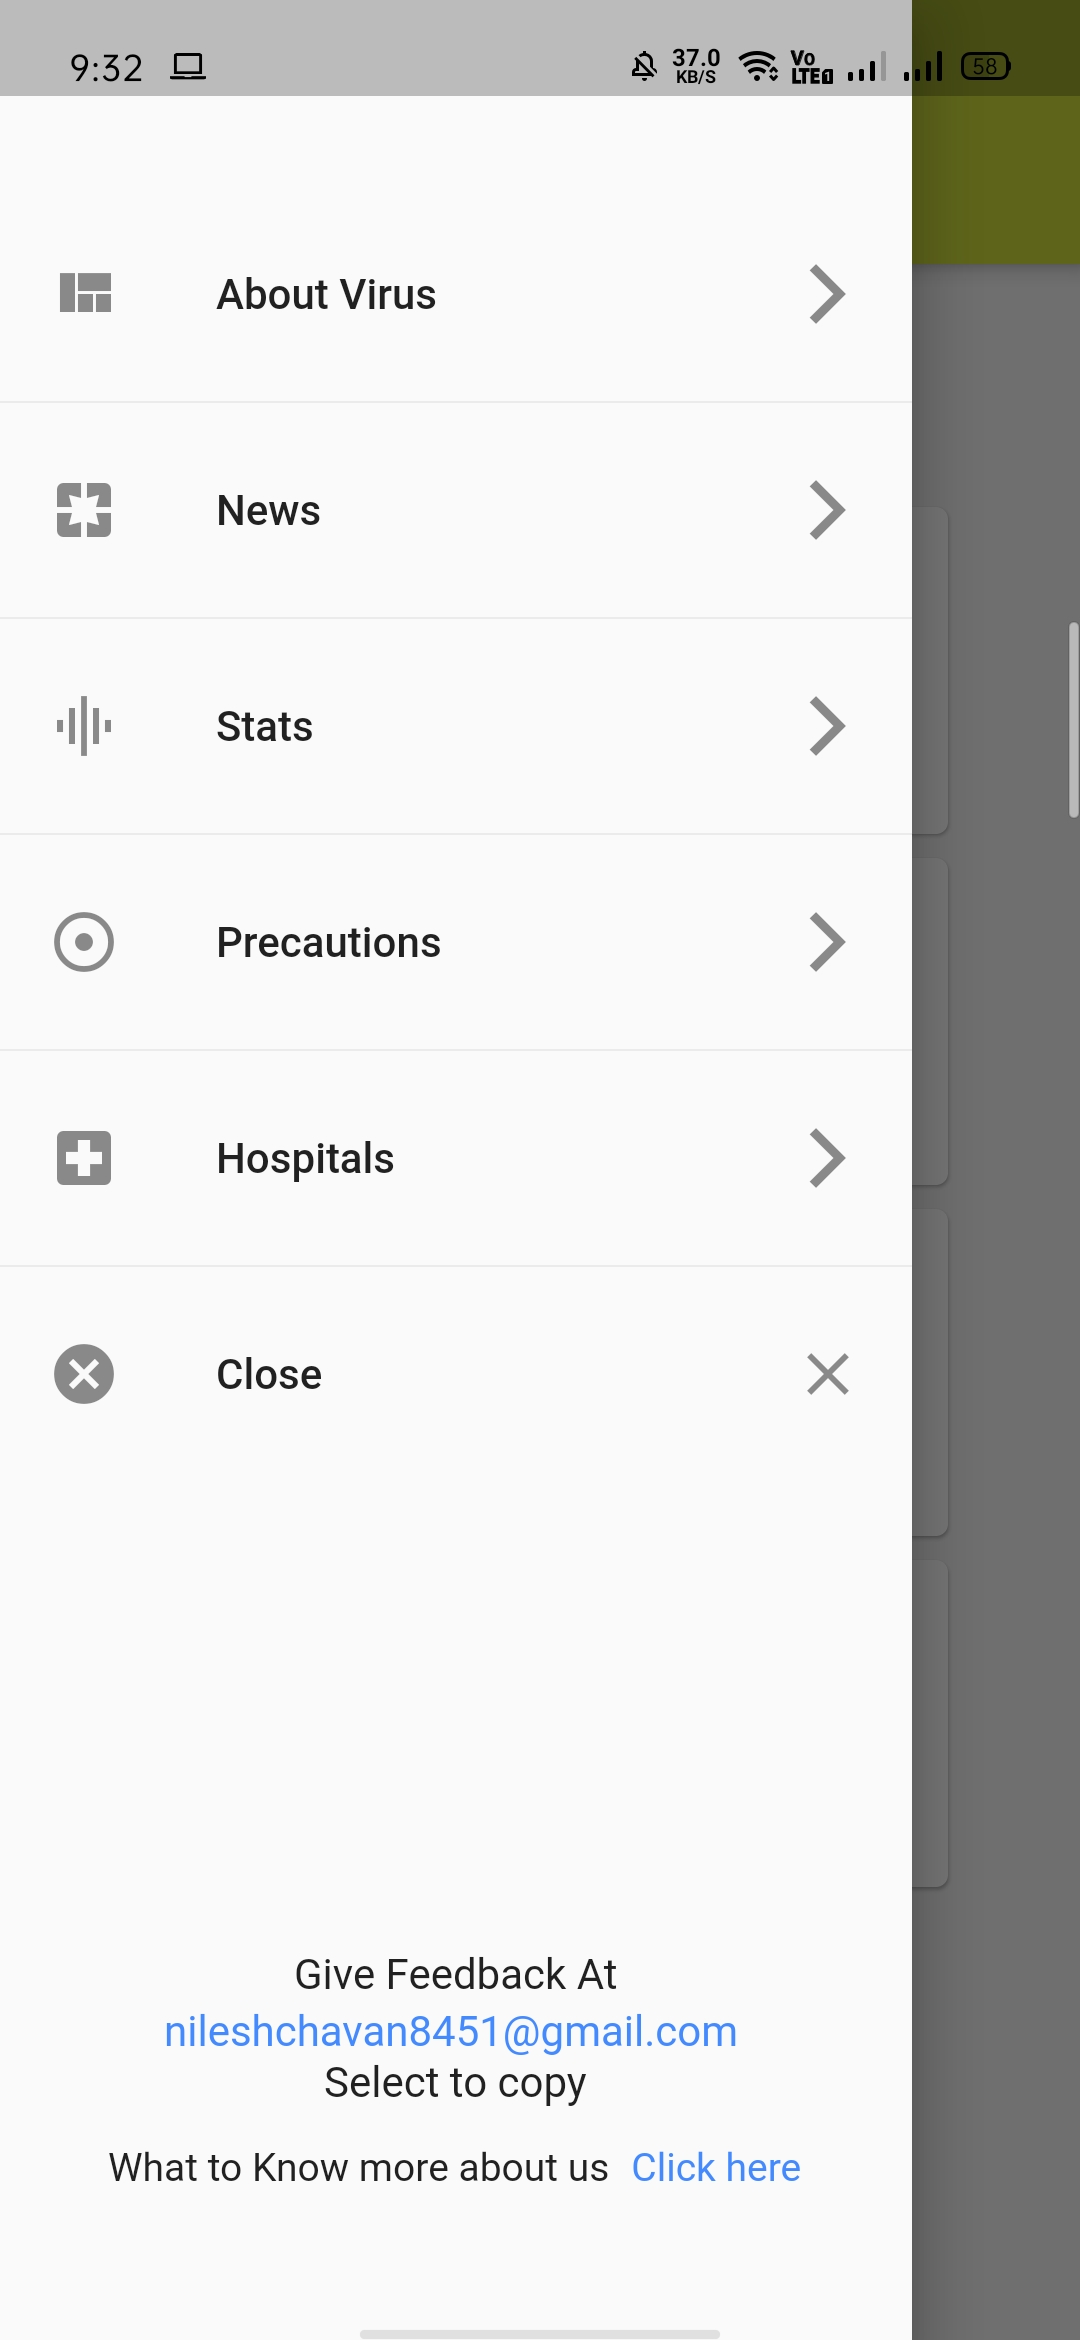 9:32 37.0 KB/S Vo LTE 1 58
About Virus
News
Stats
Precautions
Hospitals
Close
Give Feedback At
nileshchavan8451@gmail.com
Select to copy
What to Know more about us Click here